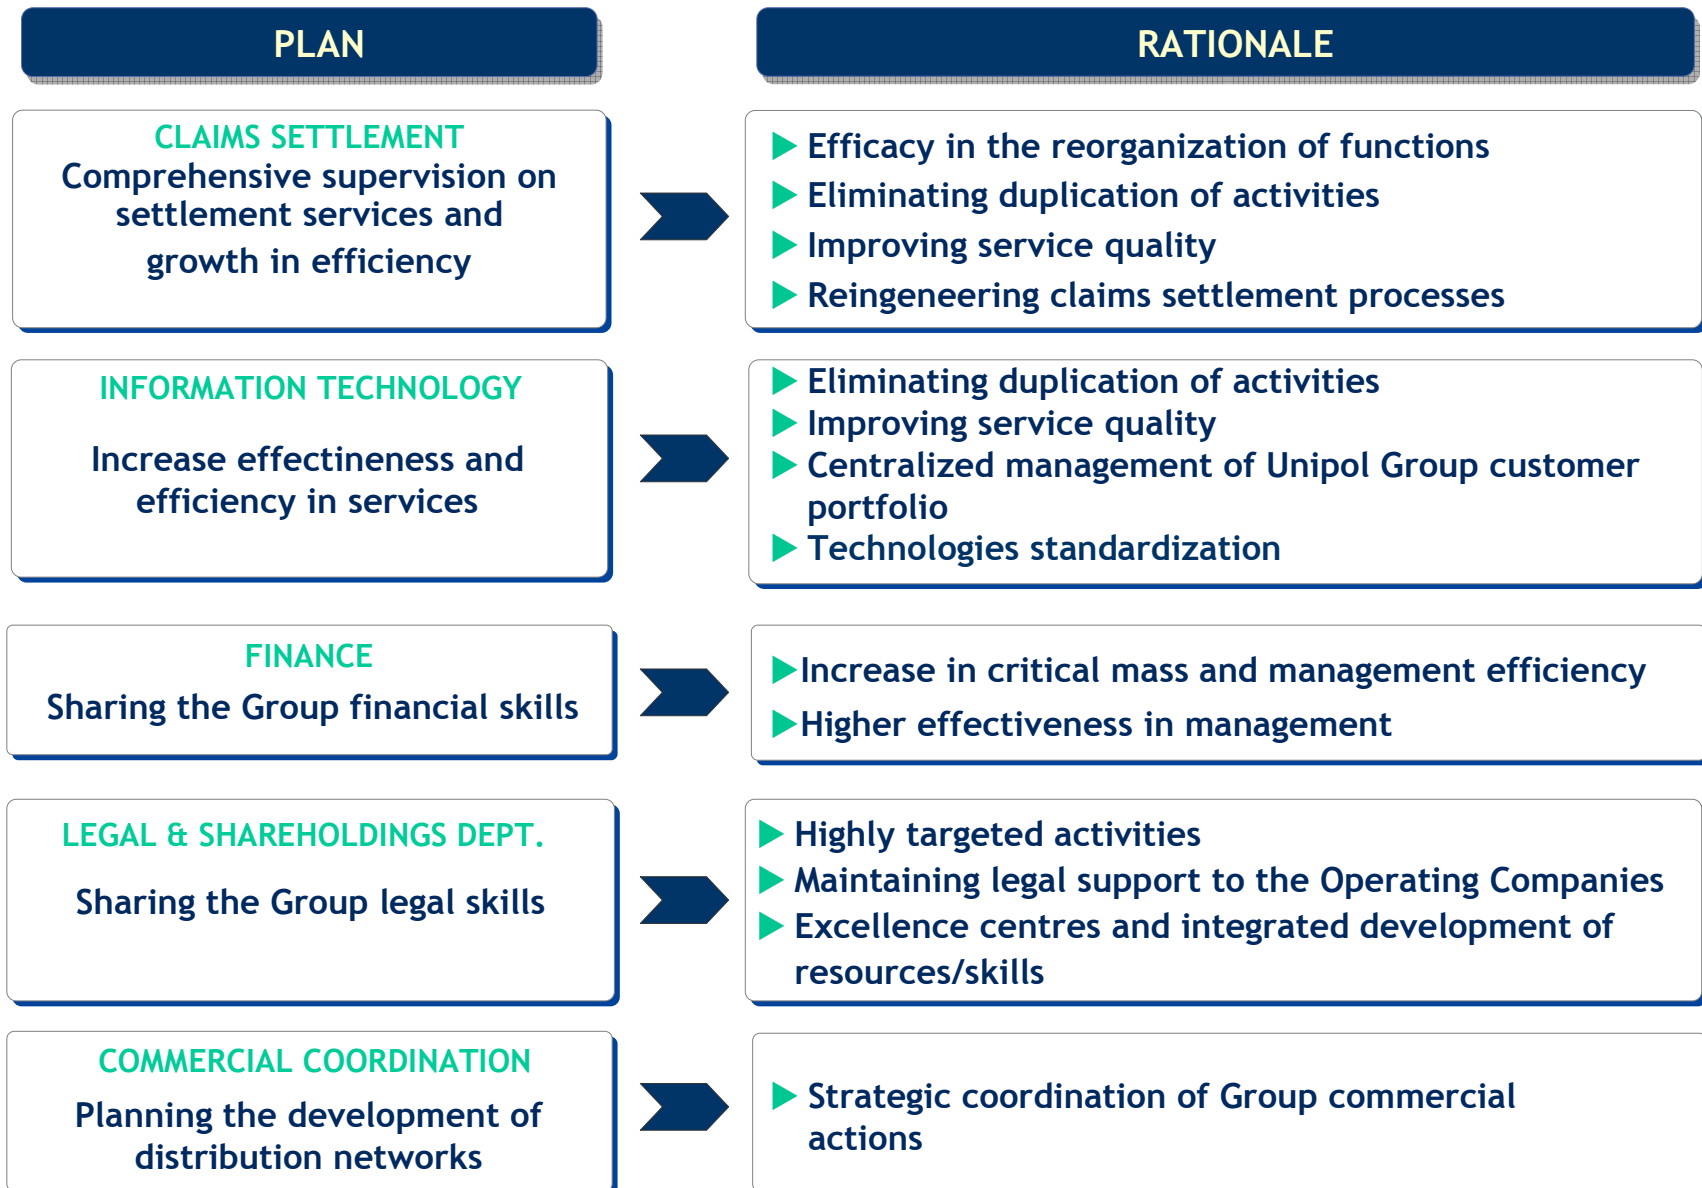 PLAN
RATIONALE
CLAIMS SETTLEMENT
Comprehensive supervision on
settlement services and
growth in efficiency
Efficacy in the reorganization of functions
Eliminating duplication of activities
Improving service quality
Reingeneering claims settlement processes
INFORMATION TECHNOLOGY
Increase effectineness and
efficiency in services
Eliminating duplication of activities
Improving service quality
Centralized management of Unipol Group customer
portfolio
Technologies standardization
FINANCE
Sharing the Group financial skills
Increase in critical mass and management efficiency
Higher effectiveness in management
LEGAL & SHAREHOLDINGS DEPT.
Sharing the Group legal skills
Highly targeted activities
Maintaining legal support to the Operating Companies
Excellence centres and integrated development of
resources/skills
COMMERCIAL COORDINATION
Planning the development of
distribution networks
Strategic coordination of Group commercial
actions